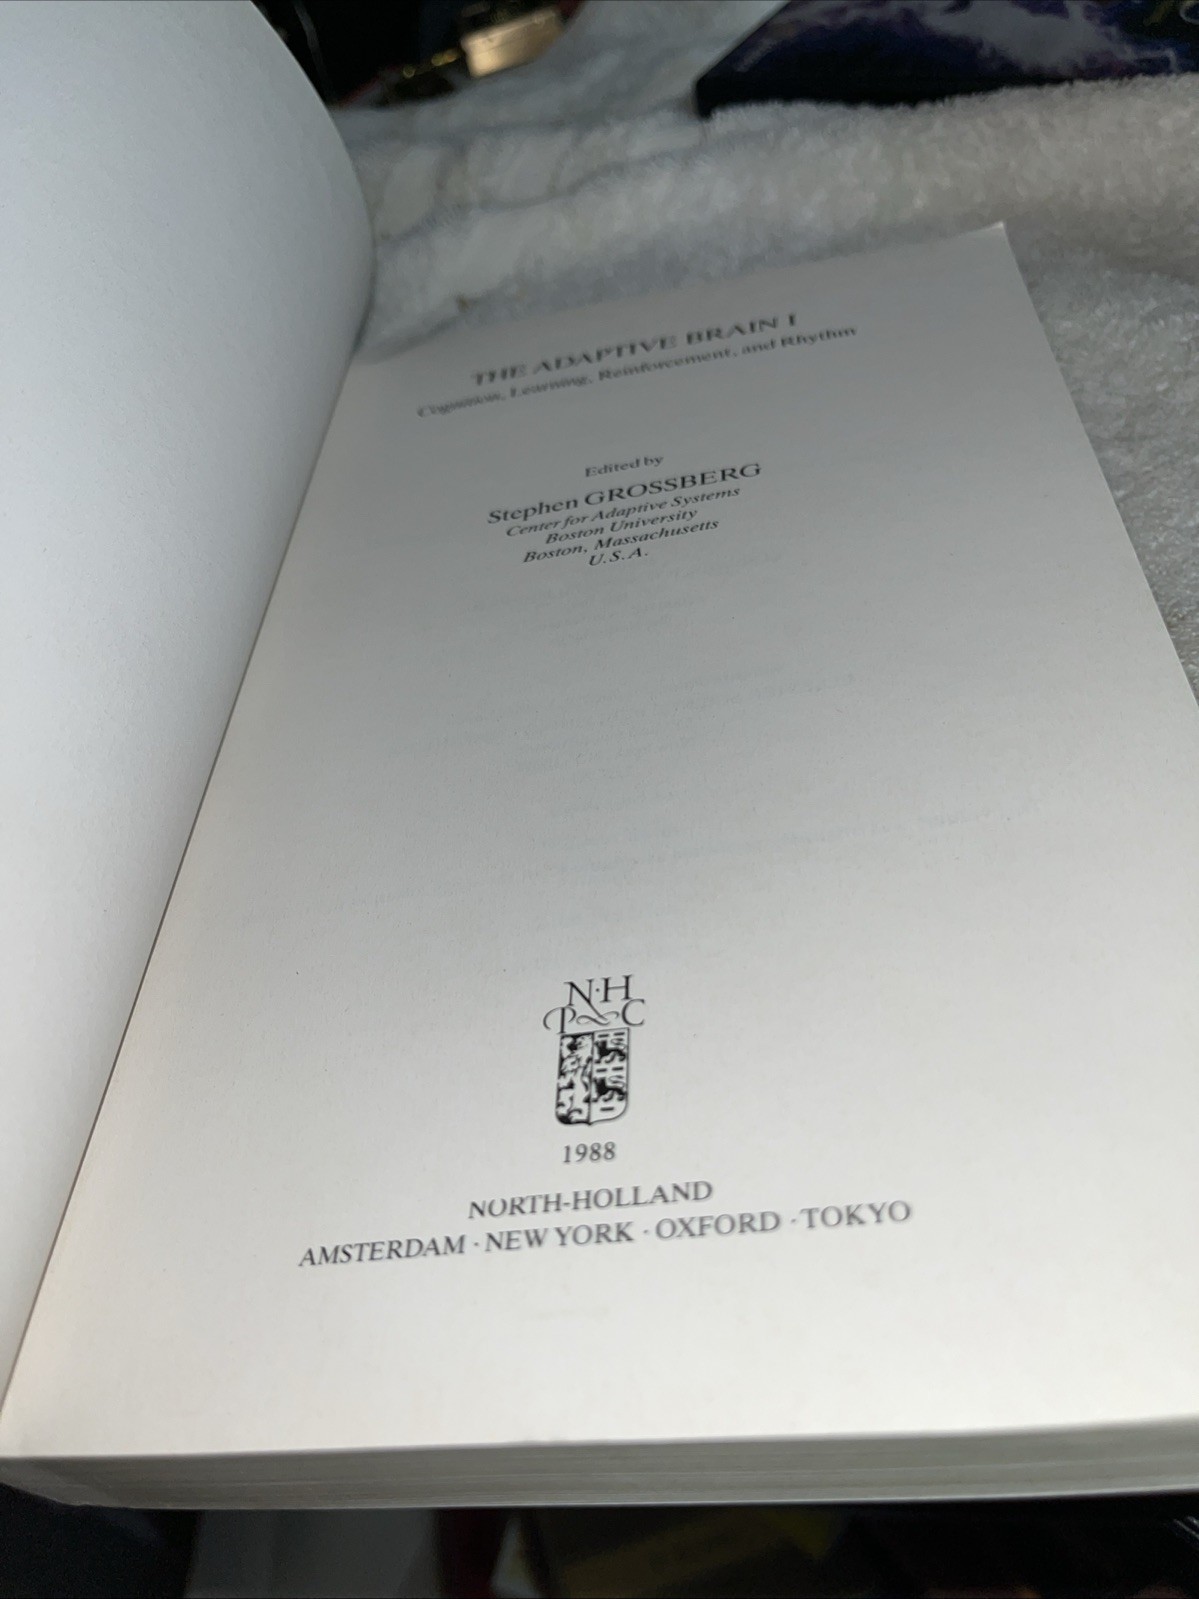 THE ADAPTIVE BRAIN I
Cognition, Learning, Reinforcement, and Rhythm
Edited by
Stephen GROSSBERG
Center for Adaptive Systems
Boston University
Boston, Massachusetts
U.S.A.
N·H
P C
1988
NORTH-HOLLAND
AMSTERDAM · NEW YORK · OXFORD · TOKYO